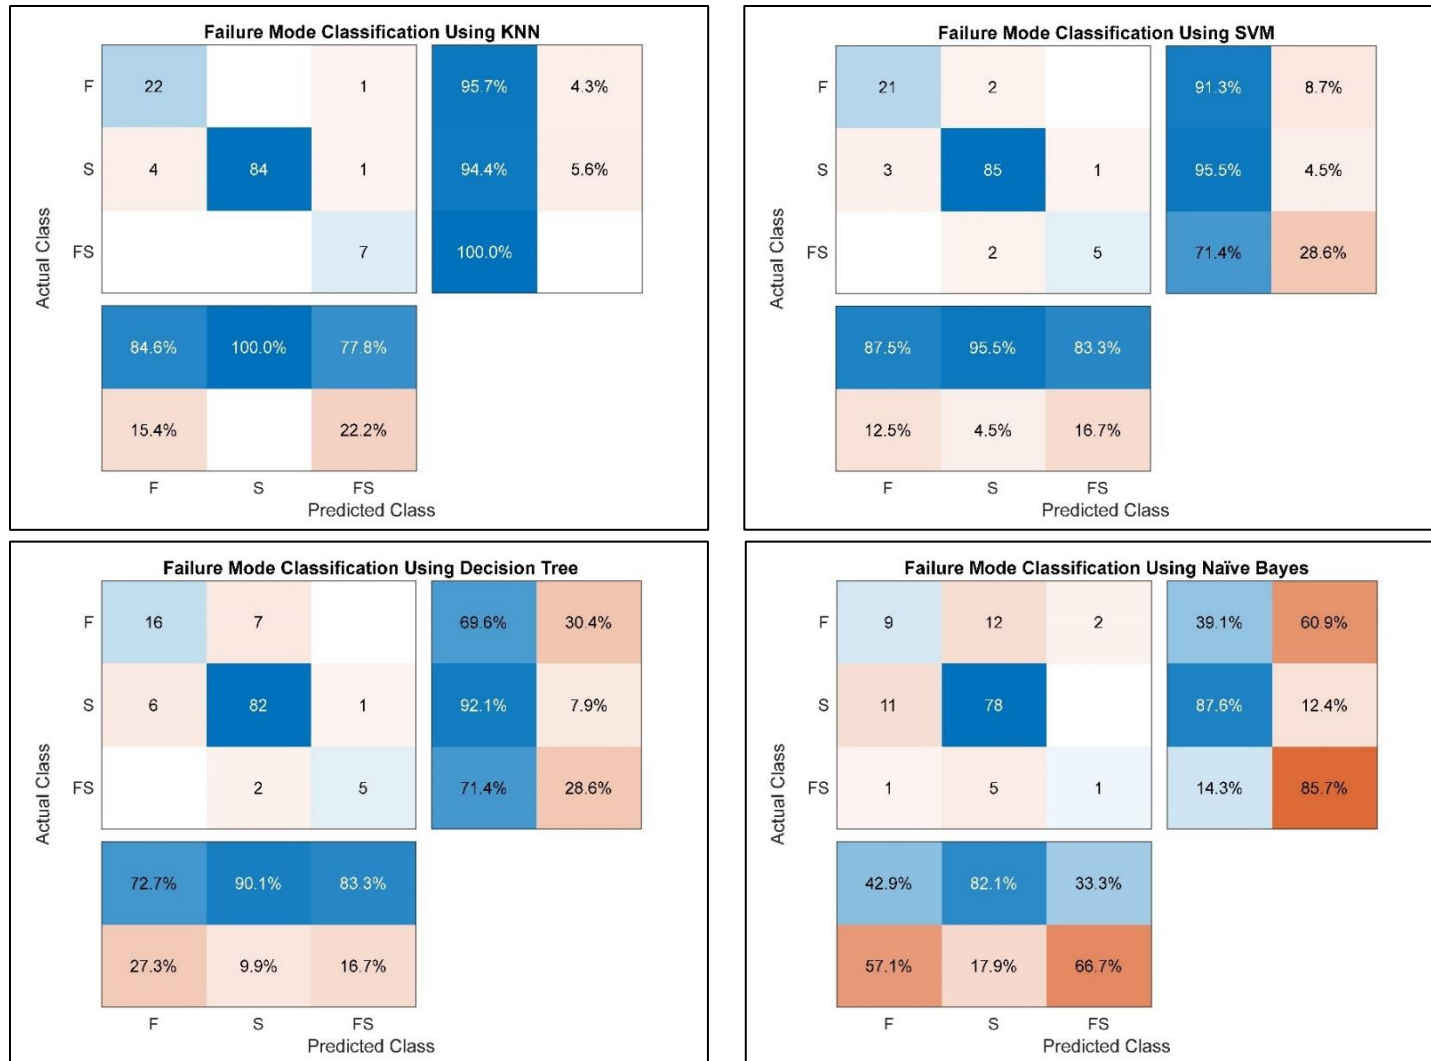 Failure Mode Classification Using KNN
F 22 1 95.7% 4.3%
S 4 84 1 94.4% 5.6%
FS 7 100.0%
Actual Class
84.6% 100.0% 77.8%
15.4% 22.2%
F S FS
Predicted Class
Failure Mode Classification Using SVM
F 21 2 91.3% 8.7%
S 3 85 1 95.5% 4.5%
FS 2 5 71.4% 28.6%
Actual Class
87.5% 95.5% 83.3%
12.5% 4.5% 16.7%
F S FS
Predicted Class
Failure Mode Classification Using Decision Tree
F 16 7 69.6% 30.4%
S 6 82 1 92.1% 7.9%
FS 2 5 71.4% 28.6%
Actual Class
72.7% 90.1% 83.3%
27.3% 9.9% 16.7%
F S FS
Predicted Class
Failure Mode Classification Using Naïve Bayes
F 9 12 2 39.1% 60.9%
S 11 78 87.6% 12.4%
FS 1 5 1 14.3% 85.7%
Actual Class
42.9% 82.1% 33.3%
57.1% 17.9% 66.7%
F S FS
Predicted Class